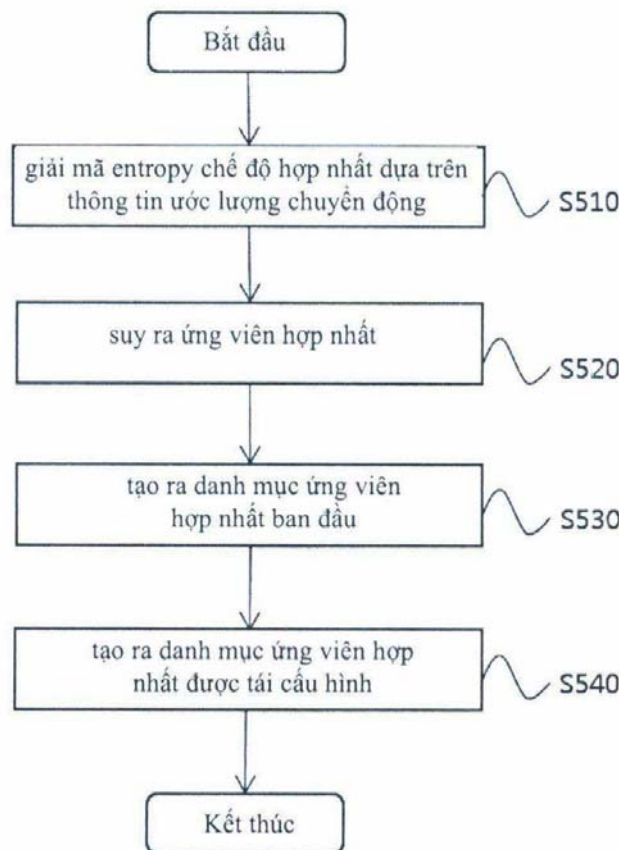 Bắt đầu
giải mã entropy chế độ hợp nhất dựa trên
thông tin ước lượng chuyển động
S510
suy ra ứng viên hợp nhất
S520
tạo ra danh mục ứng viên
hợp nhất ban đầu
S530
tạo ra danh mục ứng viên hợp
nhất được tái cấu hình
S540
Kết thúc